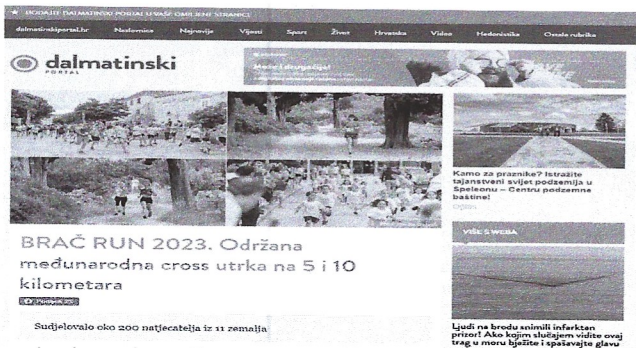 DODAJTE DALMATINSKI PORTAL U VAŠE OMILJENE STRANICE
dalmatinskiportal.hr Naslovnica Najnovije Vijesti Sport Život Hrvatska Video Hedonistika Ostale rubrike
dalmatinski
PORTAL
Može i drugačije!
BRAČ RUN 2023. Održana
međunarodna cross utrka na 5 i 10
kilometara
Podijeli
Sudjelovalo oko 200 natjecatelja iz 11 zemalja
Kamo za praznike? Istražite
tajanstveni svijet podzemlja u
Speleonu – Centru podzemne
baštine!
Oglas
VIŠE S WEBA
Ljudi na brodu snimili infarktan
prizor! Ako kojim slučajem vidite ovaj
trag u moru bježite i spašavajte glavu